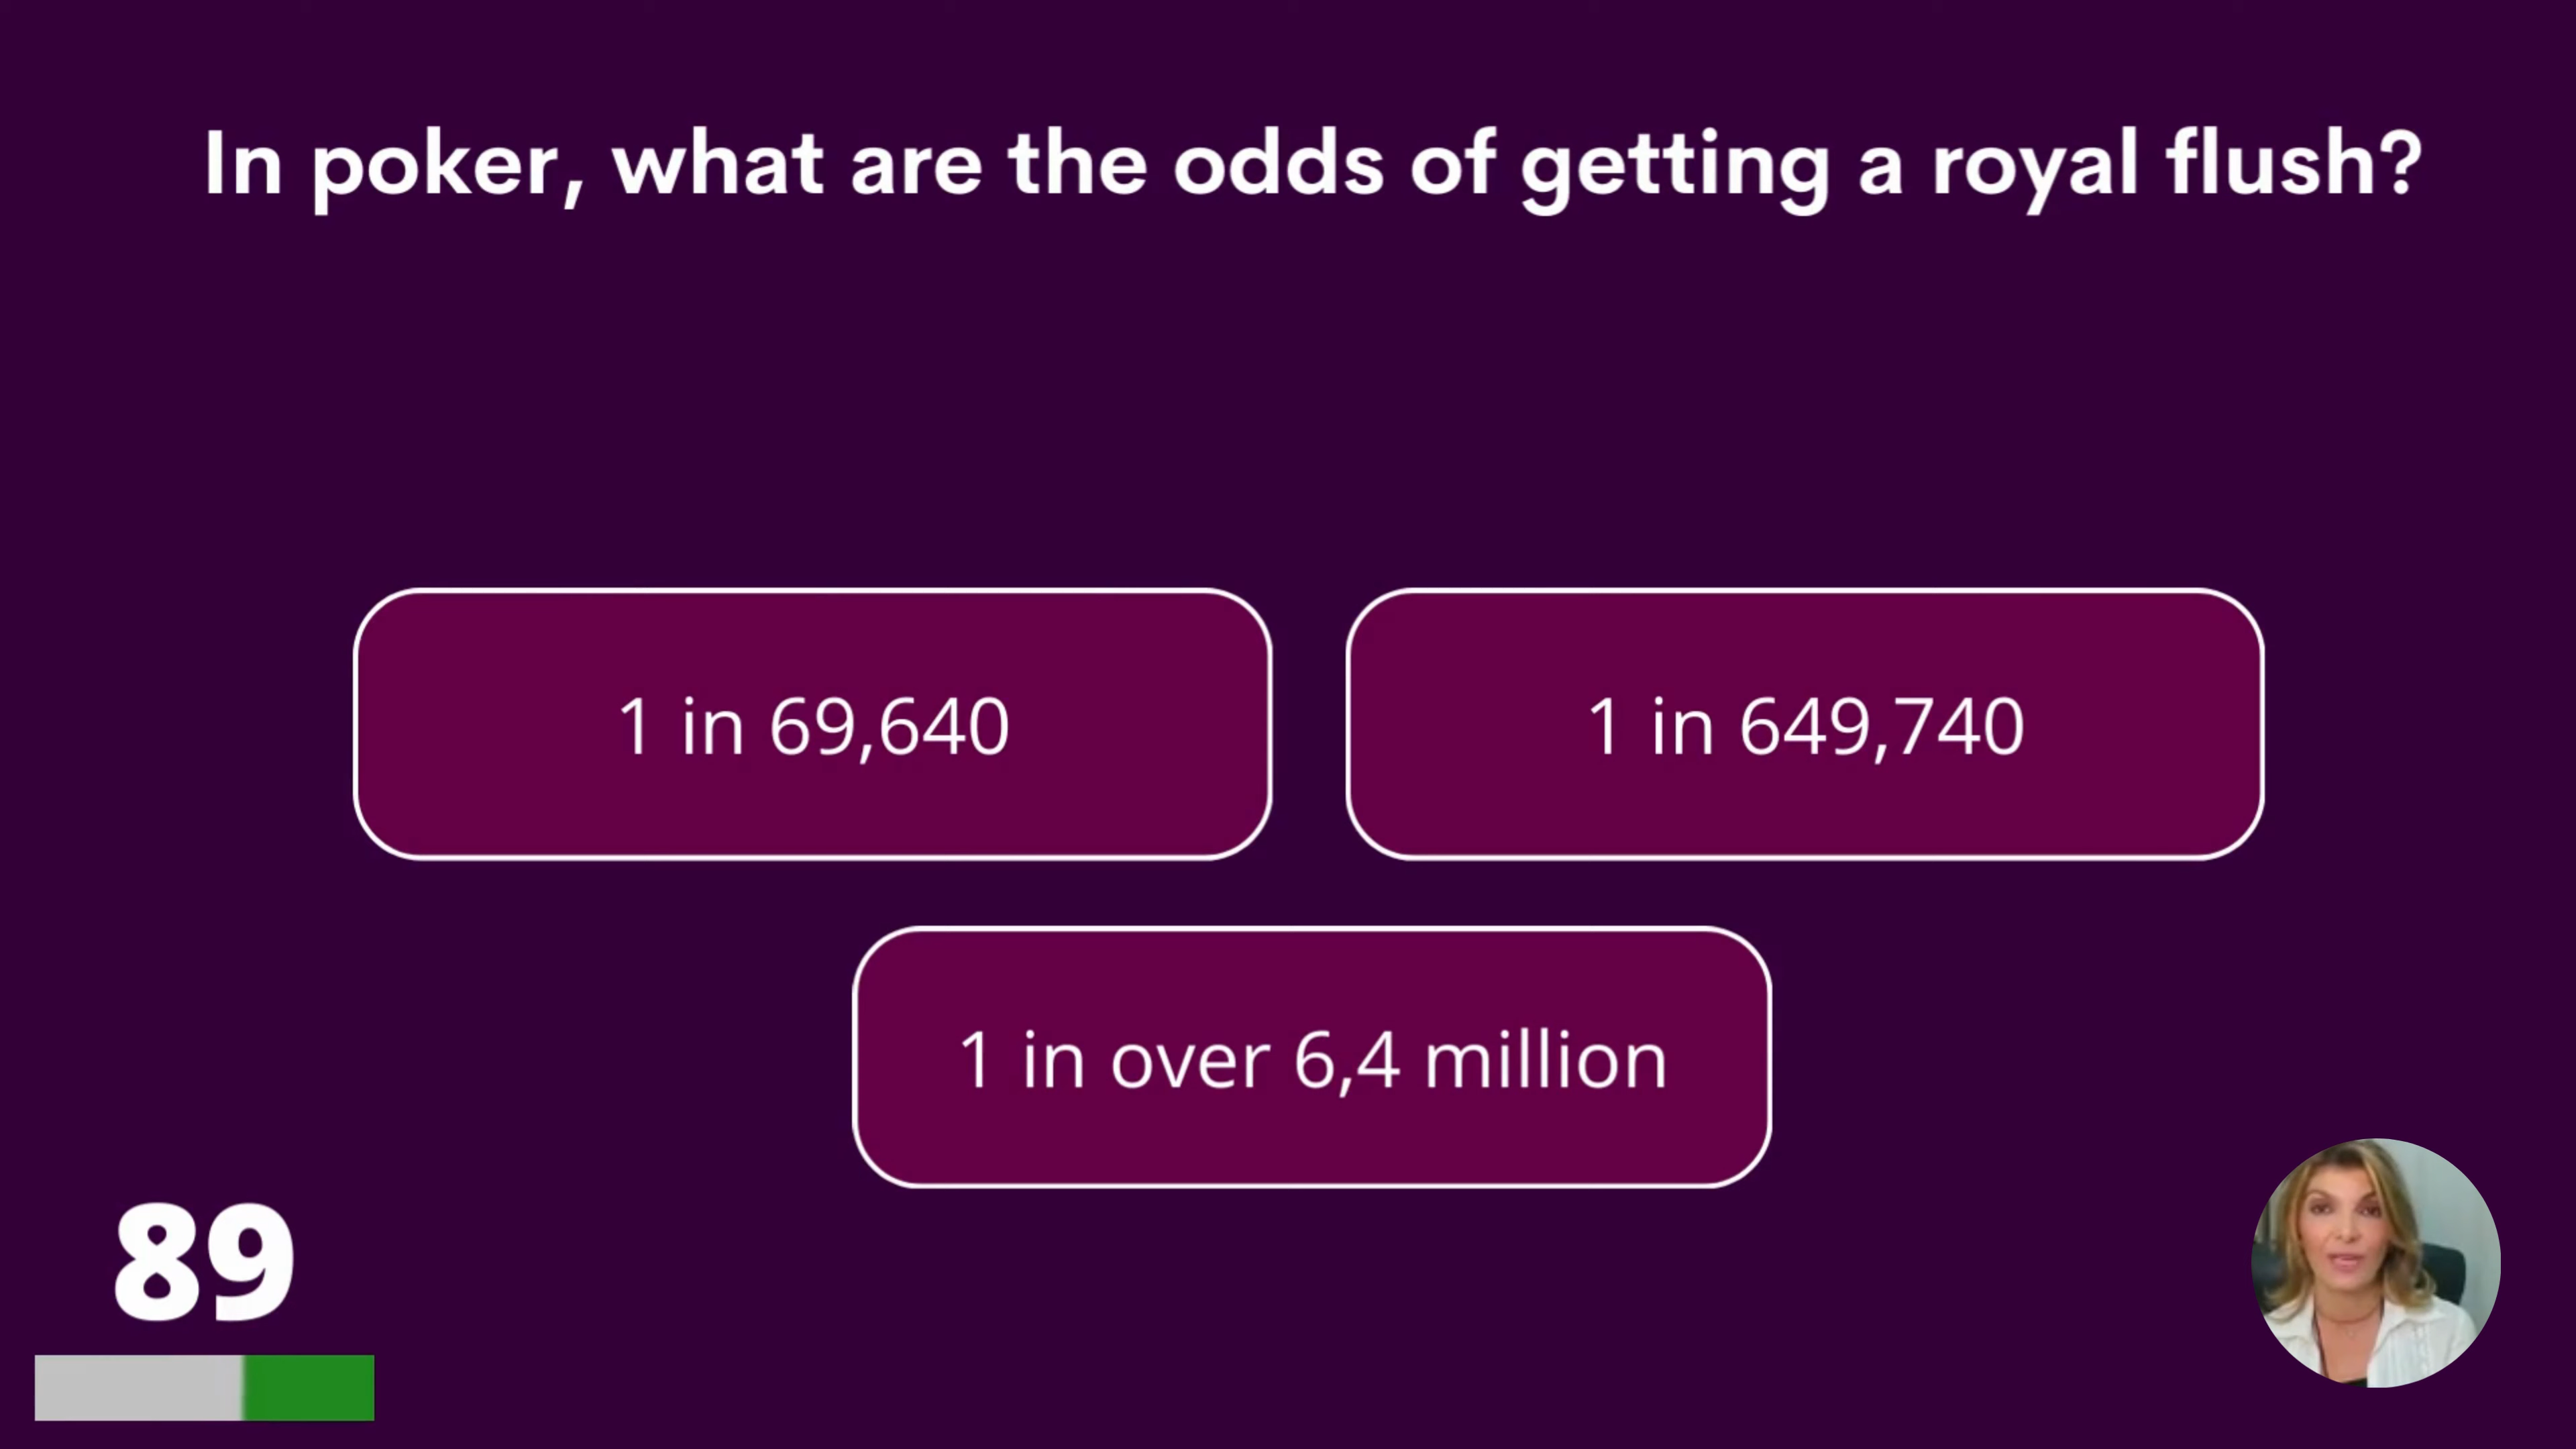 In poker, what are the odds of getting a royal flush?
1 in 69,640
1 in 649,740
1 in over 6,4 million
89